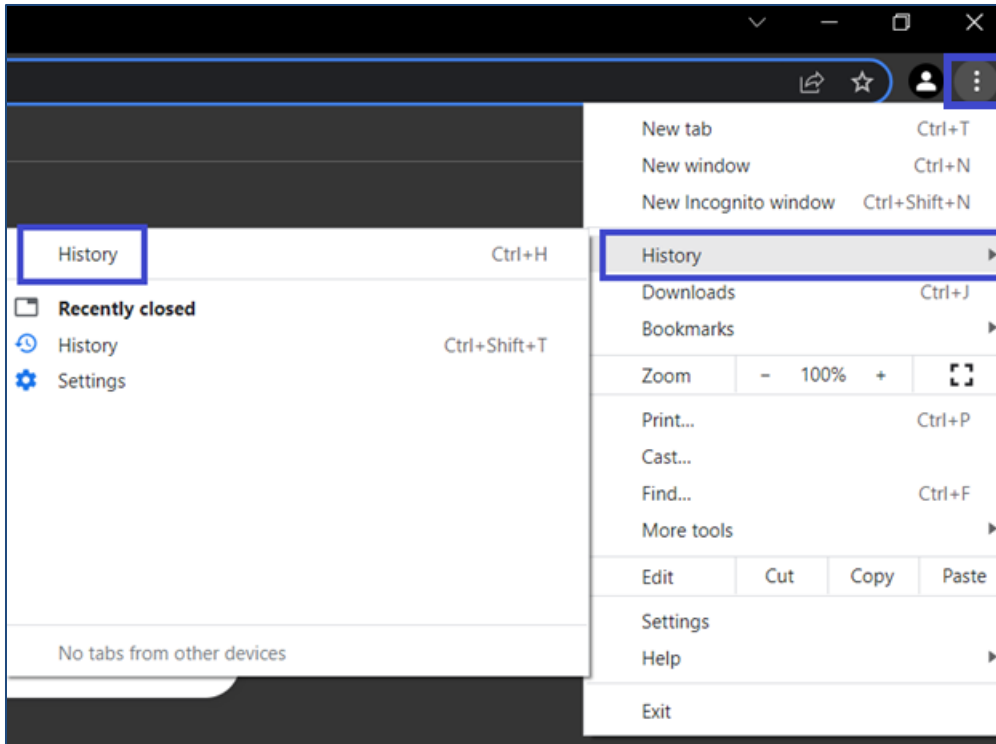 New tab Ctrl+T
New window Ctrl+N
New Incognito window Ctrl+Shift+N
History
Downloads Ctrl+J
Bookmarks
Zoom - 100% +
Print... Ctrl+P
Cast...
Find... Ctrl+F
More tools
Edit Cut Copy Paste
Settings
Help
Exit
History Ctrl+H
Recently closed
History Ctrl+Shift+T
Settings
No tabs from other devices